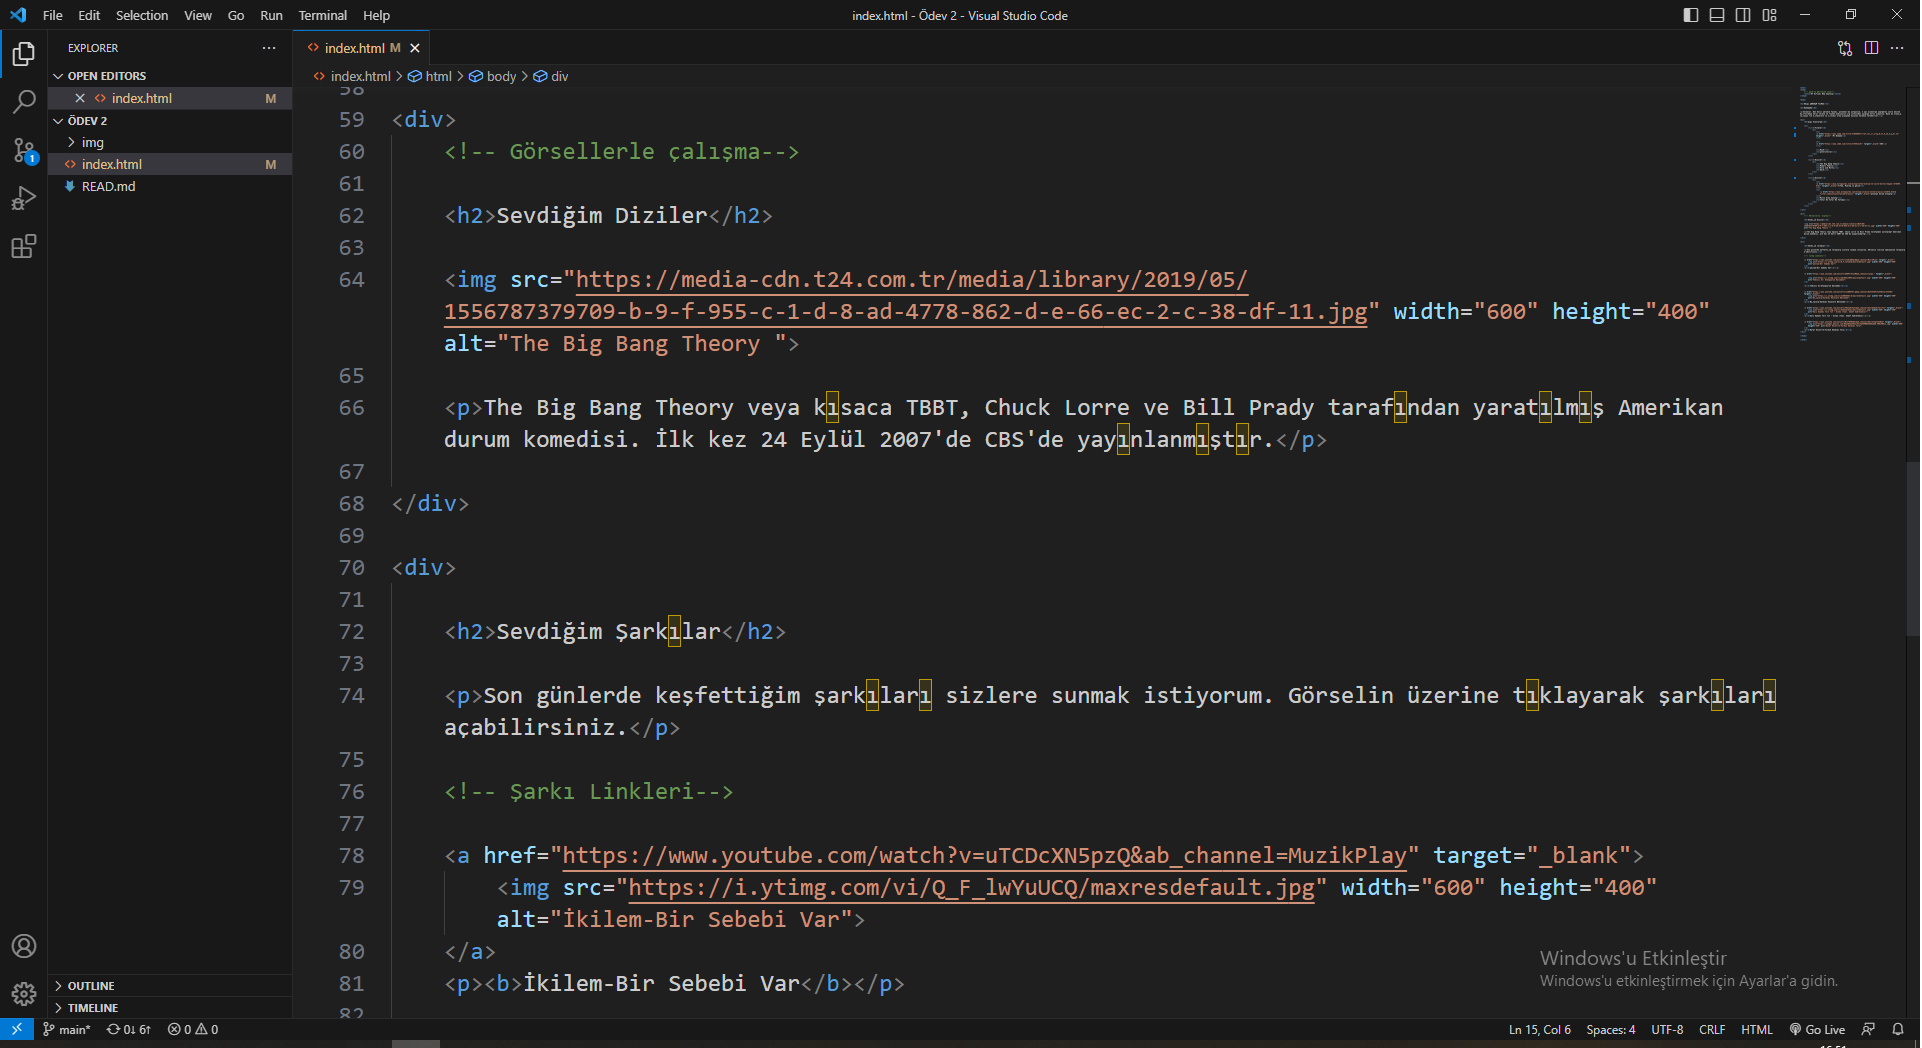 File Edit Selection View Go Run Terminal Help
index.html - Ödev 2 - Visual Studio Code
EXPLORER
OPEN EDITORS
index.html M
ÖDEV 2
img
index.html M
READ.md
OUTLINE
TIMELINE
index.html M
index.html > html > body > div
58
59 <div>
60 <!-- Görsellerle çalışma-->
61
62 <h2>Sevdiğim Diziler</h2>
63
64 <img src="https://media-cdn.t24.com.tr/media/library/2019/05/
1556787379709-b-9-f-955-c-1-d-8-ad-4778-862-d-e-66-ec-2-c-38-df-11.jpg" width="600" height="400"
alt="The Big Bang Theory ">
65
66 <p>The Big Bang Theory veya kısaca TBBT, Chuck Lorre ve Bill Prady tarafından yaratılmış Amerikan
durum komedisi. İlk kez 24 Eylül 2007'de CBS'de yayınlanmıştır.</p>
67
68 </div>
69
70 <div>
71
72 <h2>Sevdiğim Şarkılar</h2>
73
74 <p>Son günlerde keşfettiğim şarkıları sizlere sunmak istiyorum. Görselin üzerine tıklayarak şarkıları
açabilirsiniz.</p>
75
76 <!-- Şarkı Linkleri-->
77
78 <a href="https://www.youtube.com/watch?v=uTCDcXN5pzQ&ab_channel=MuzikPlay" target="_blank">
79 <img src="https://i.ytimg.com/vi/Q_F_lwYuUCQ/maxresdefault.jpg" width="600" height="400"
alt="İkilem-Bir Sebebi Var">
80 </a>
81 <p><b>İkilem-Bir Sebebi Var</b></p>
82
Windows'u Etkinleştir
Windows'u etkinleştirmek için Ayarlar'a gidin.
1
main* 0↓ 6↑ 0 0
Ln 15, Col 6 Spaces: 4 UTF-8 CRLF HTML Go Live